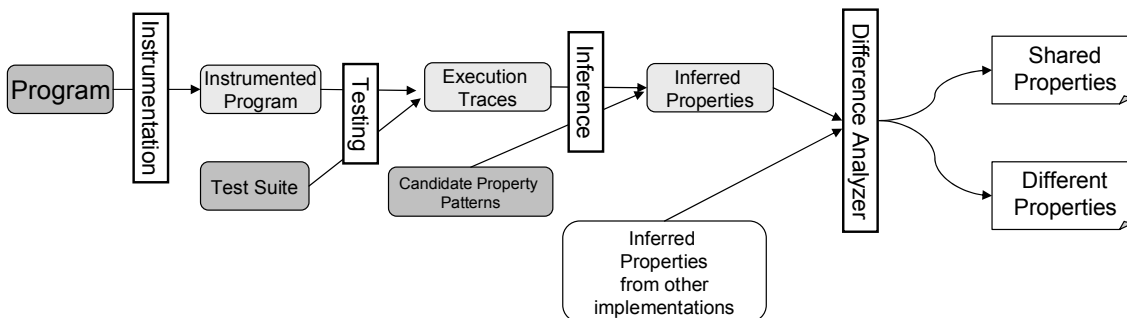 Program
Instrumentation
Instrumented
Program
Test Suite
Testing
Execution
Traces
Candidate Property
Patterns
Inference
Inferred
Properties
Inferred
Properties
from other
implementations
Difference Analyzer
Shared
Properties
Different
Properties